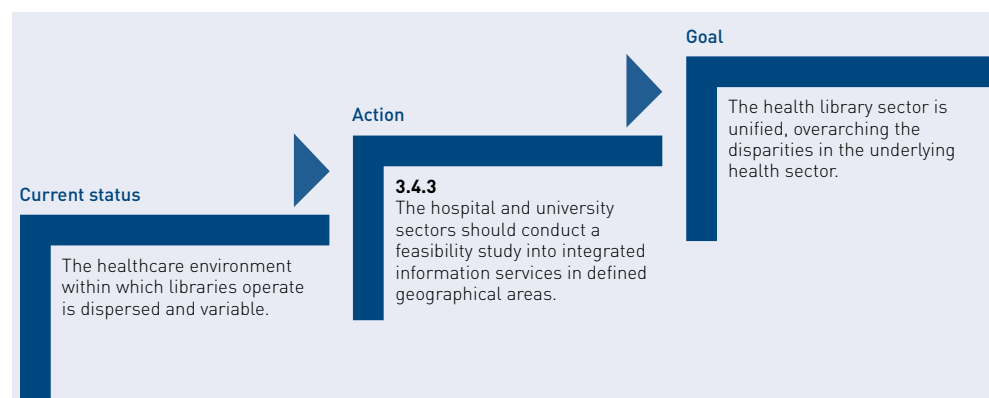 Current status
The healthcare environment
within which libraries operate
is dispersed and variable.
Action
3.4.3
The hospital and university
sectors should conduct a
feasibility study into integrated
information services in defined
geographical areas.
Goal
The health library sector is
unified, overarching the
disparities in the underlying
health sector.